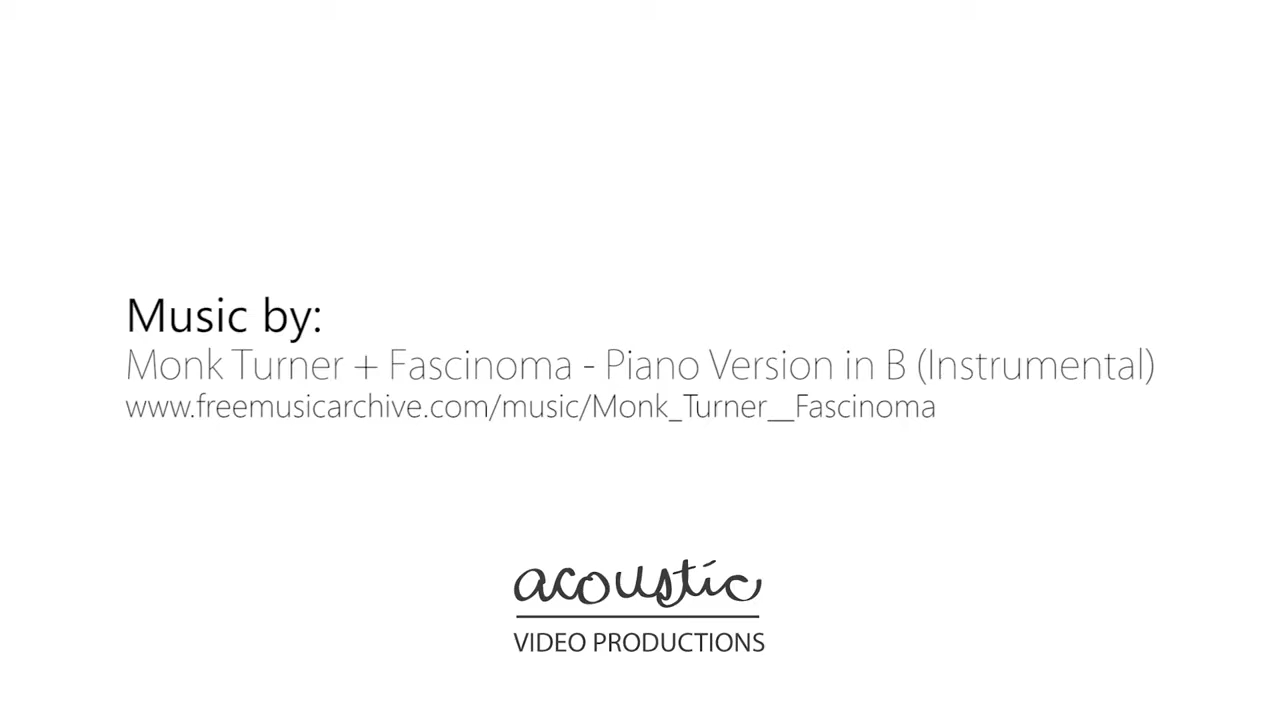 Music by:
Monk Turner + Fascinoma - Piano Version in B (Instrumental)
www.freemusicarchive.com/music/Monk_Turner__Fascinoma
acoustic
VIDEO PRODUCTIONS